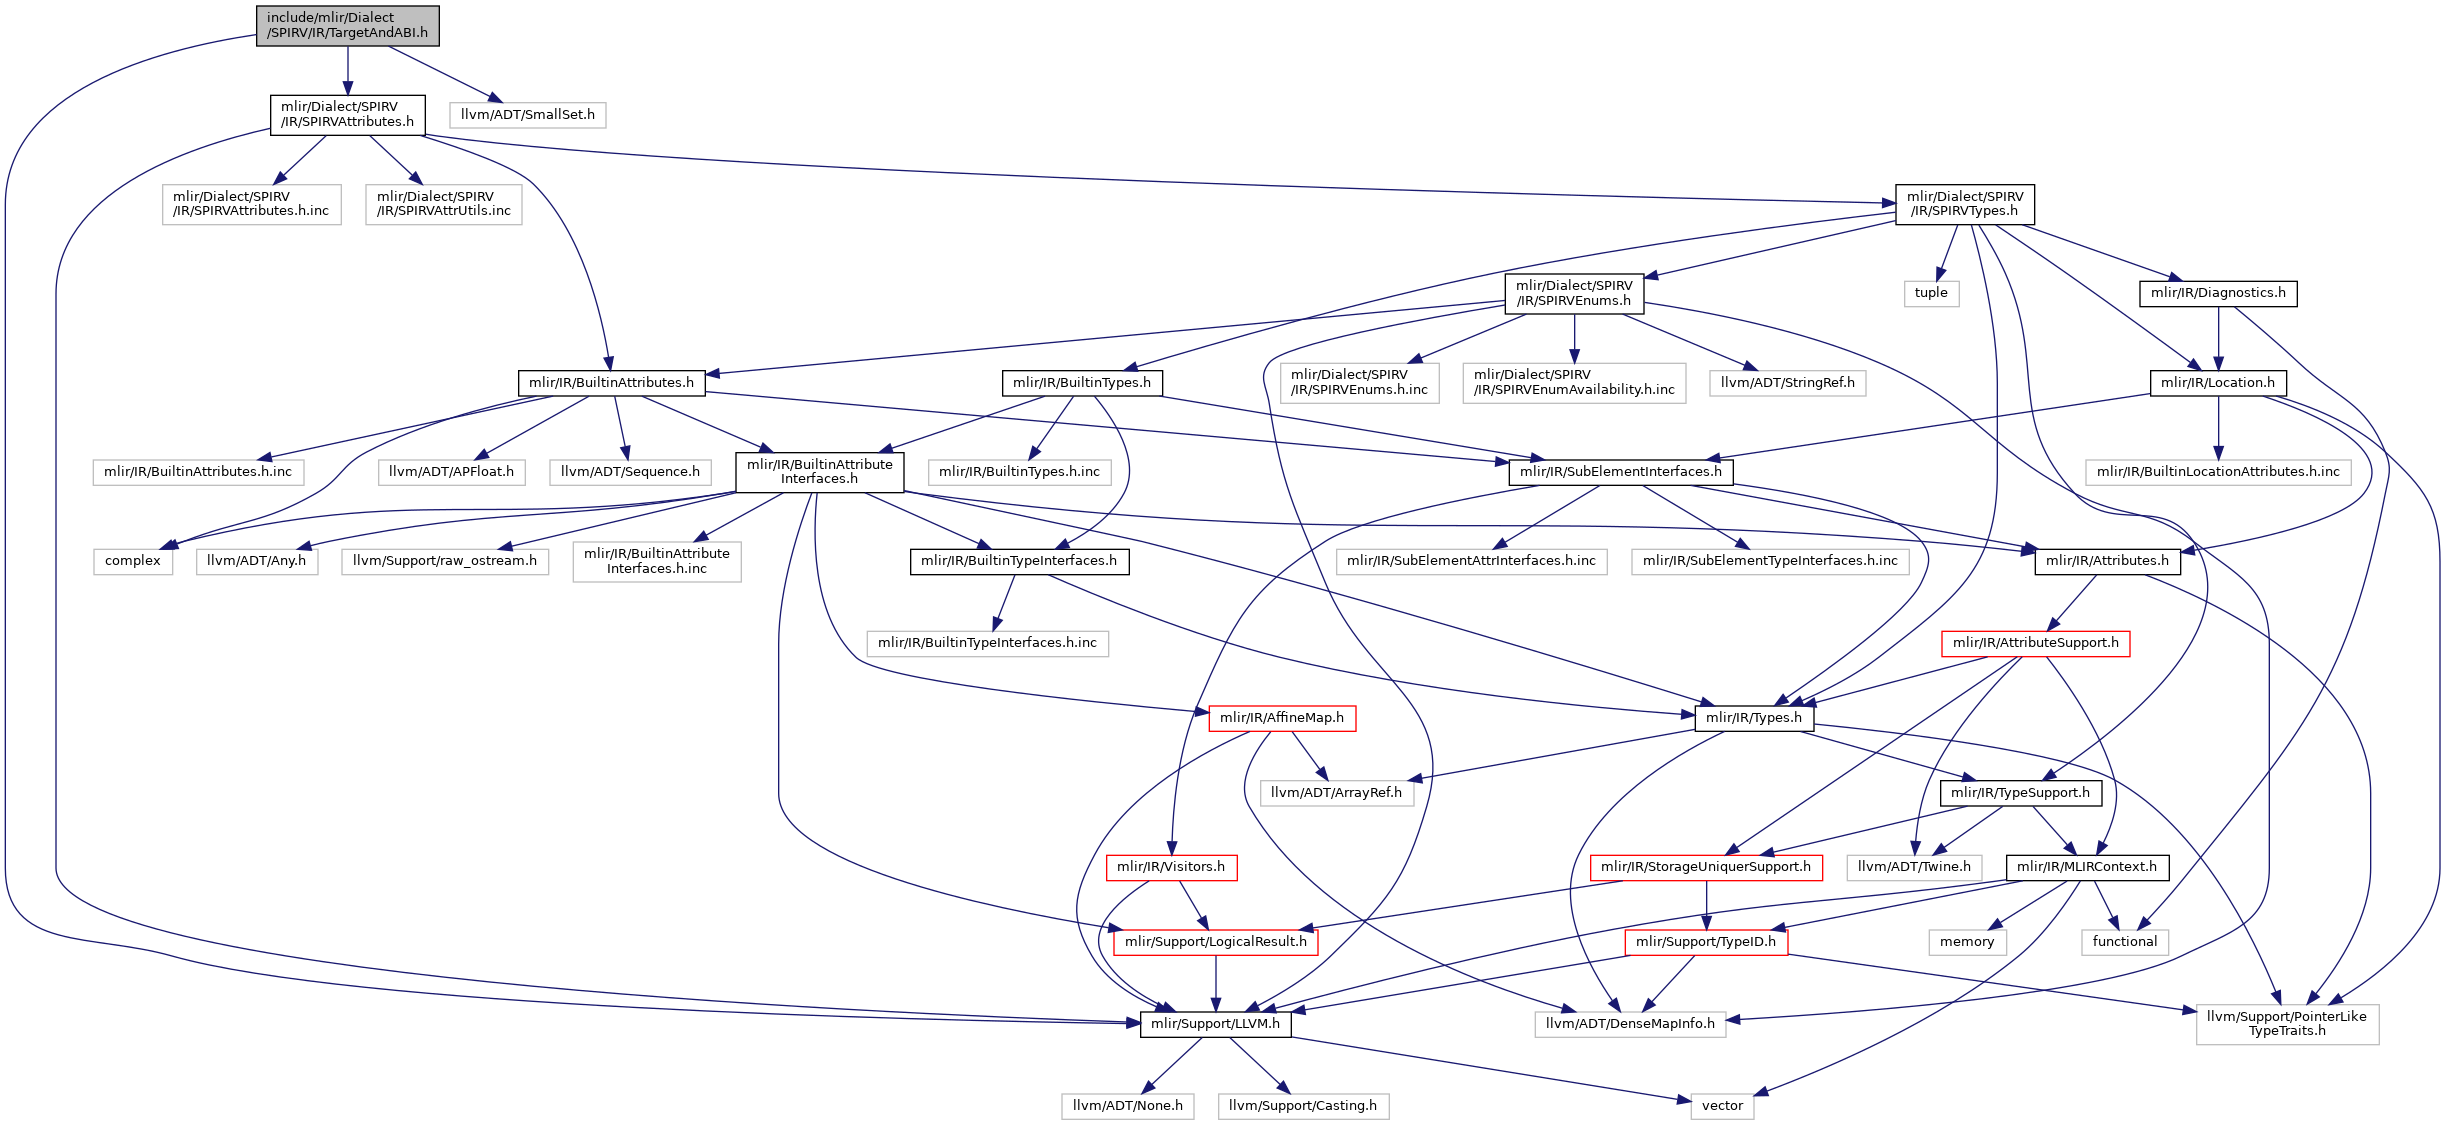 include/mlir/Dialect
/SPIRV/IR/TargetAndABI.h
mlir/Dialect/SPIRV
/IR/SPIRVAttributes.h
llvm/ADT/SmallSet.h
mlir/Dialect/SPIRV
/IR/SPIRVAttributes.h.inc
mlir/Dialect/SPIRV
/IR/SPIRVAttrUtils.inc
mlir/Dialect/SPIRV
/IR/SPIRVTypes.h
mlir/Dialect/SPIRV
/IR/SPIRVEnums.h
tuple
mlir/IR/Diagnostics.h
mlir/IR/BuiltinAttributes.h
mlir/IR/BuiltinTypes.h
mlir/Dialect/SPIRV
/IR/SPIRVEnums.h.inc
mlir/Dialect/SPIRV
/IR/SPIRVEnumAvailability.h.inc
llvm/ADT/StringRef.h
mlir/IR/Location.h
mlir/IR/BuiltinAttributes.h.inc
llvm/ADT/APFloat.h
llvm/ADT/Sequence.h
mlir/IR/BuiltinAttribute
Interfaces.h
mlir/IR/BuiltinTypes.h.inc
mlir/IR/SubElementInterfaces.h
mlir/IR/BuiltinLocationAttributes.h.inc
complex
llvm/ADT/Any.h
llvm/Support/raw_ostream.h
mlir/IR/BuiltinAttribute
Interfaces.h.inc
mlir/IR/BuiltinTypeInterfaces.h
mlir/IR/SubElementAttrInterfaces.h.inc
mlir/IR/SubElementTypeInterfaces.h.inc
mlir/IR/Attributes.h
mlir/IR/BuiltinTypeInterfaces.h.inc
mlir/IR/AttributeSupport.h
mlir/IR/AffineMap.h
mlir/IR/Types.h
llvm/ADT/ArrayRef.h
mlir/IR/TypeSupport.h
mlir/IR/Visitors.h
mlir/IR/StorageUniquerSupport.h
llvm/ADT/Twine.h
mlir/IR/MLIRContext.h
mlir/Support/LogicalResult.h
mlir/Support/TypeID.h
memory
functional
mlir/Support/LLVM.h
llvm/ADT/DenseMapInfo.h
llvm/Support/PointerLike
TypeTraits.h
llvm/ADT/None.h
llvm/Support/Casting.h
vector